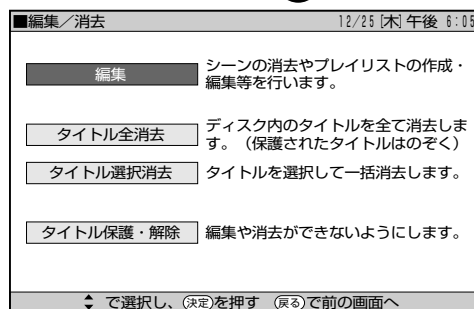 ■編集／消去 12/25[木]午後 6:05
編集 シーンの消去やプレイリストの作成・
編集等を行います。
タイトル全消去 ディスク内のタイトルを全て消去しま
す。（保護されたタイトルはのぞく）
タイトル選択消去 タイトルを選択して一括消去します。
タイトル保護・解除 編集や消去ができないようにします。
で選択し、決定を押す 戻るで前の画面へ